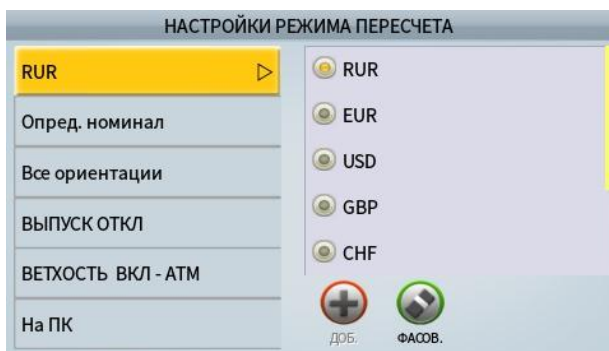 НАСТРОЙКИ РЕЖИМА ПЕРЕСЧЕТА
RUR
Опред. номинал
Все ориентации
ВЫПУСК ОТКЛ
ВЕТХОСТЬ ВКЛ - АТМ
На ПК
RUR
EUR
USD
GBP
CHF
ДОБ.
ФАСОВ.